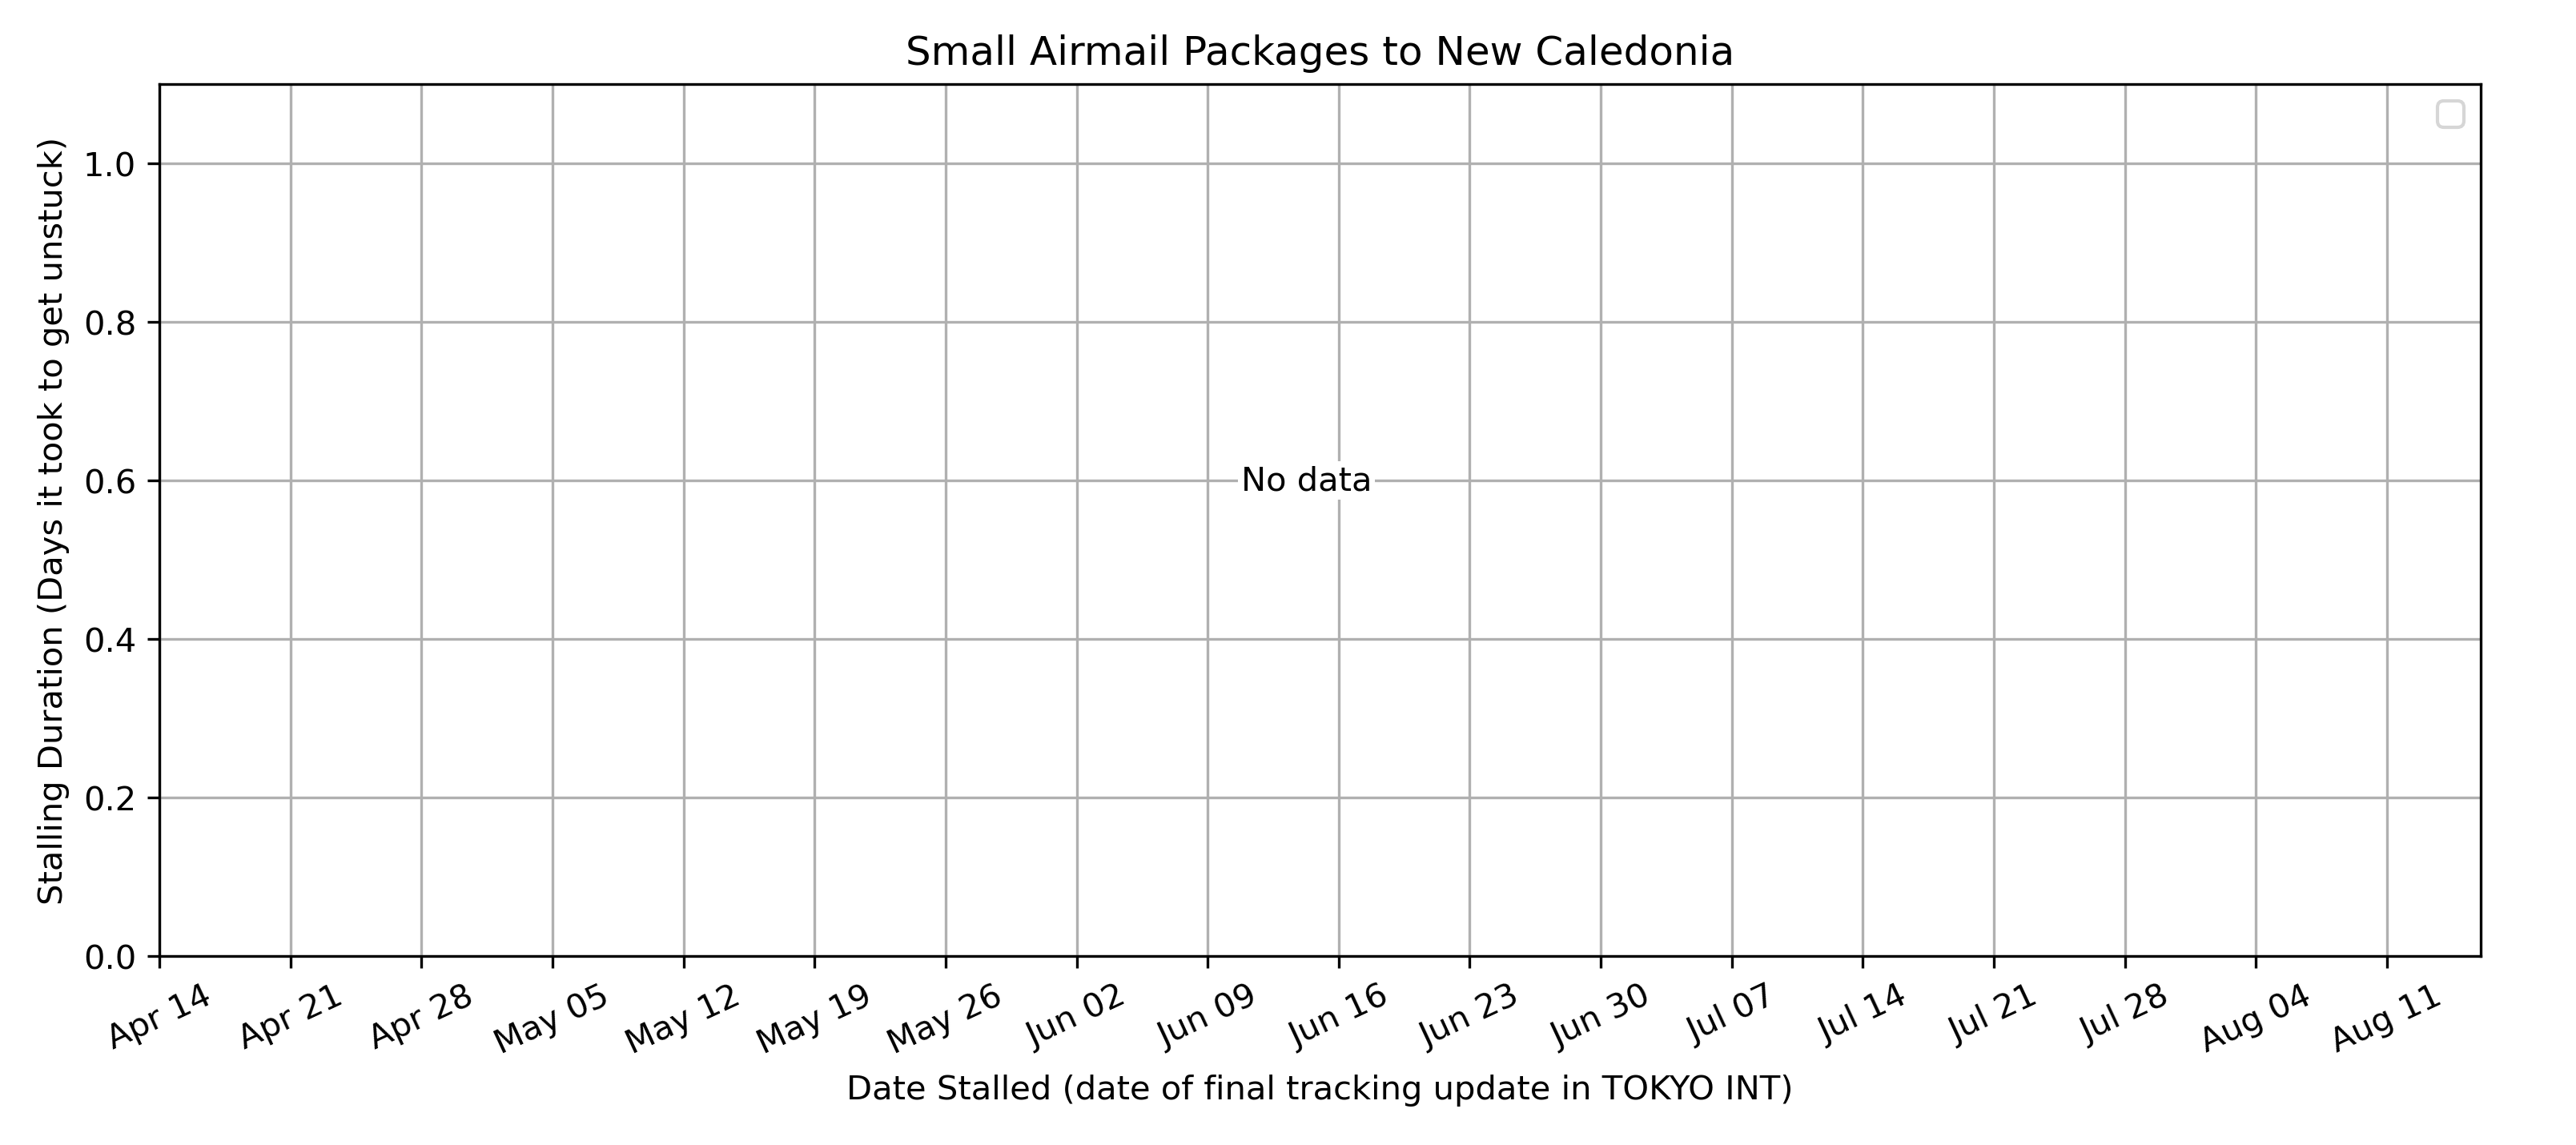 Small Airmail Packages to New Caledonia
Stalling Duration (Days it took to get unstuck)
1.0
0.8
0.6
0.4
0.2
0.0
No data
Apr 14
Apr 21
Apr 28
May 05
May 12
May 19
May 26
Jun 02
Jun 09
Jun 16
Jun 23
Jun 30
Jul 07
Jul 14
Jul 21
Jul 28
Aug 04
Aug 11
Date Stalled (date of final tracking update in TOKYO INT)